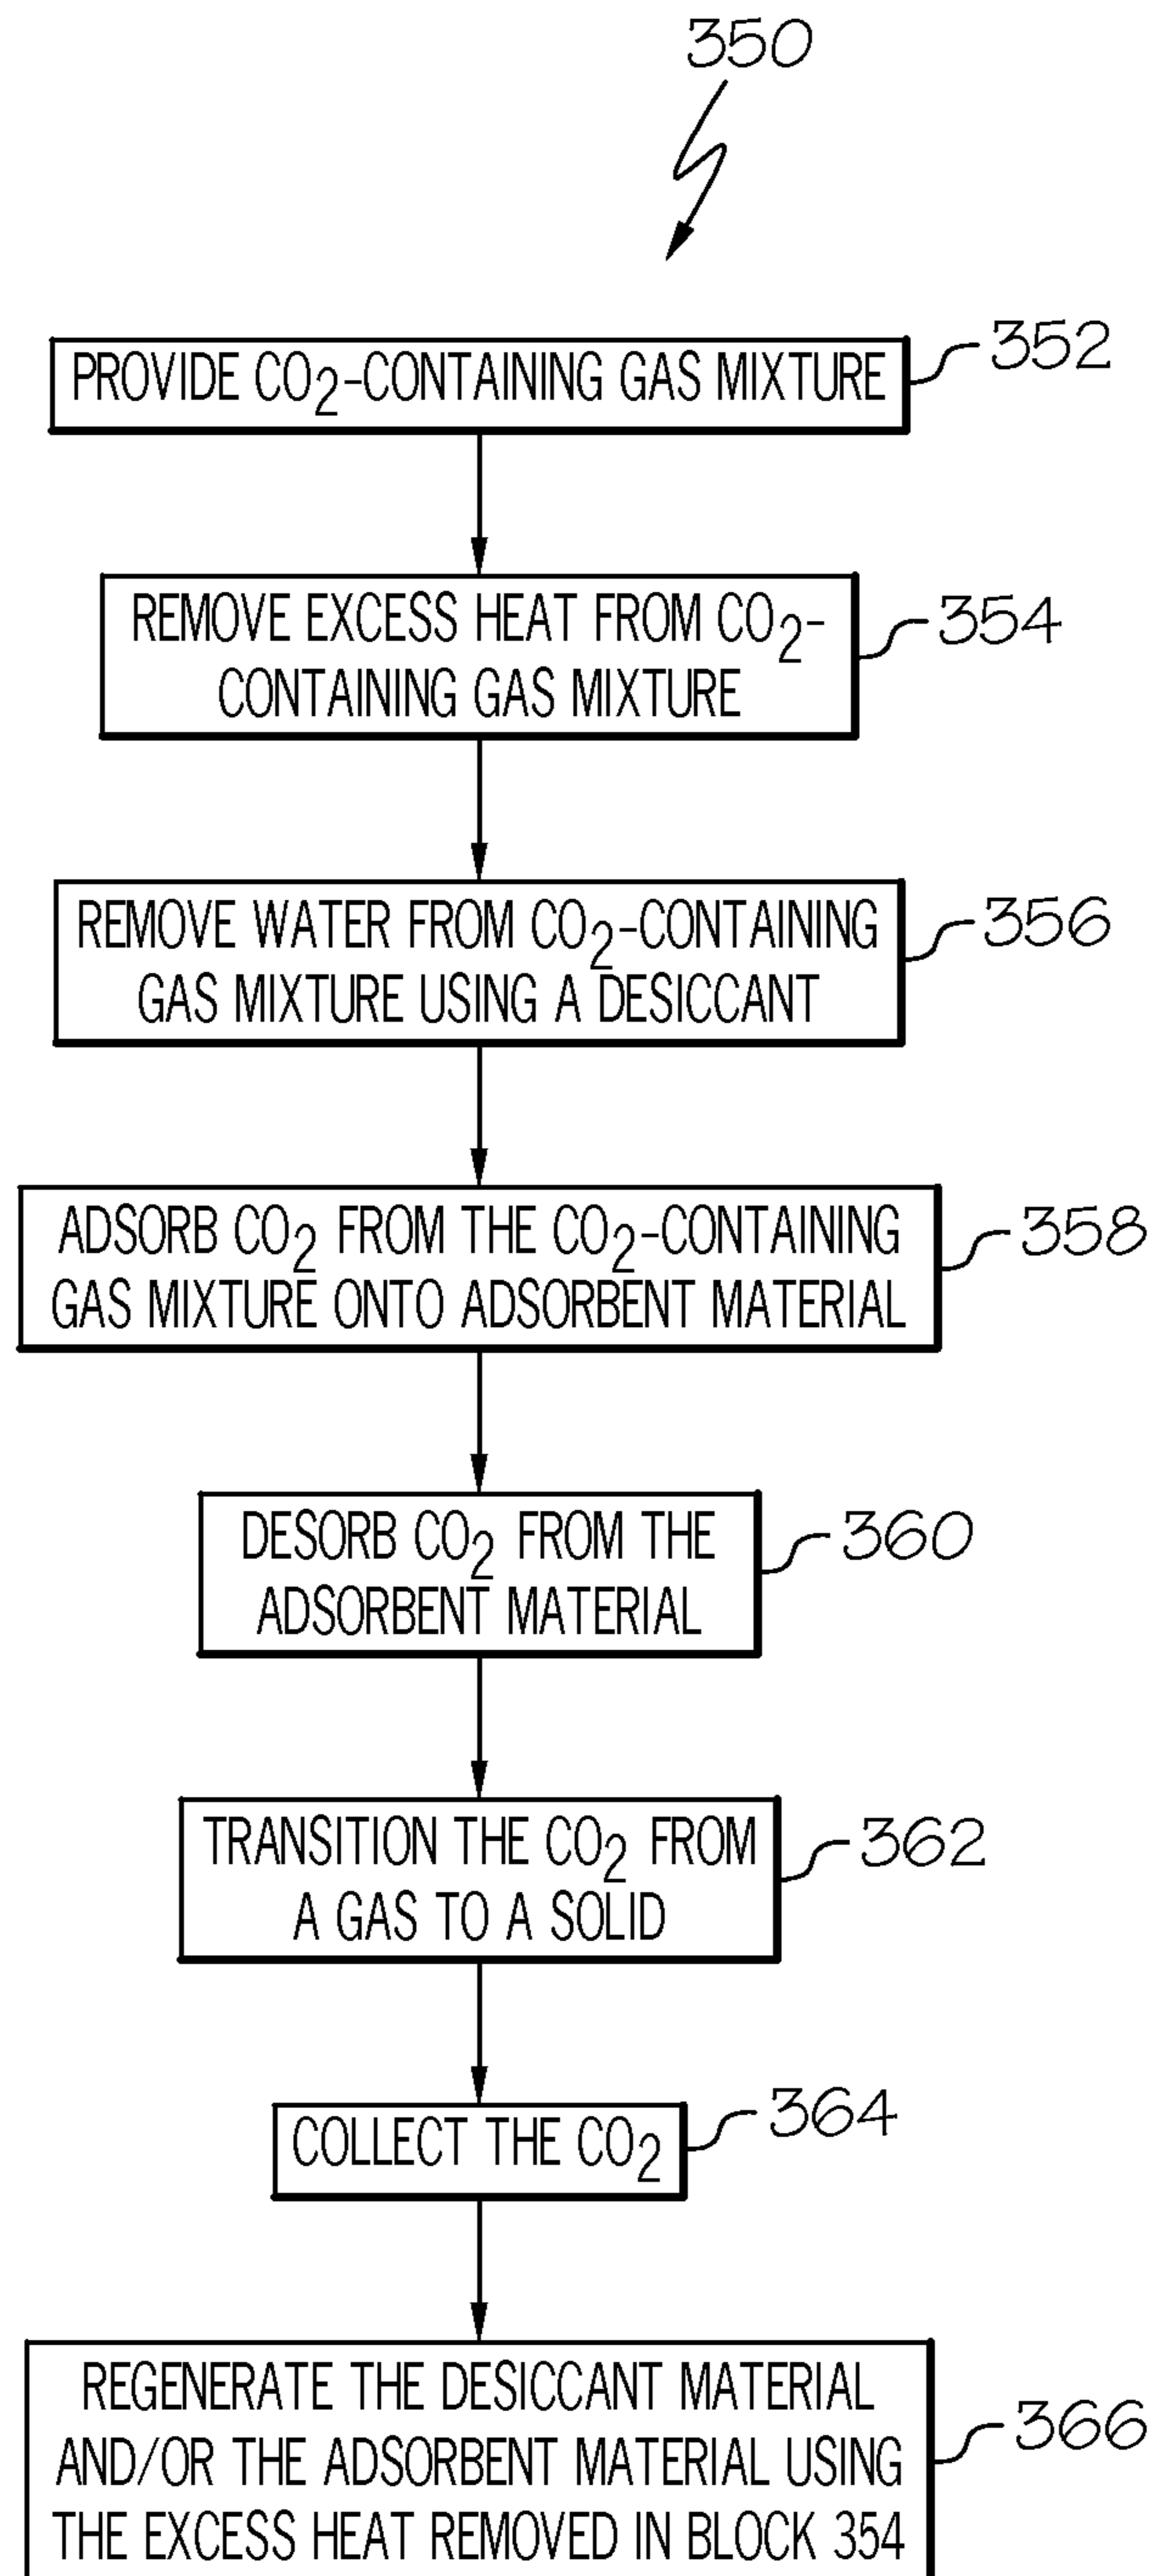 350
PROVIDE CO₂-CONTAINING GAS MIXTURE
352
REMOVE EXCESS HEAT FROM CO₂-
CONTAINING GAS MIXTURE
354
REMOVE WATER FROM CO₂-CONTAINING
GAS MIXTURE USING A DESICCANT
356
ADSORB CO₂ FROM THE CO₂-CONTAINING
GAS MIXTURE ONTO ADSORBENT MATERIAL
358
DESORB CO₂ FROM THE
ADSORBENT MATERIAL
360
TRANSITION THE CO₂ FROM
A GAS TO A SOLID
362
COLLECT THE CO₂
364
REGENERATE THE DESICCANT MATERIAL
AND/OR THE ADSORBENT MATERIAL USING
THE EXCESS HEAT REMOVED IN BLOCK 354
366